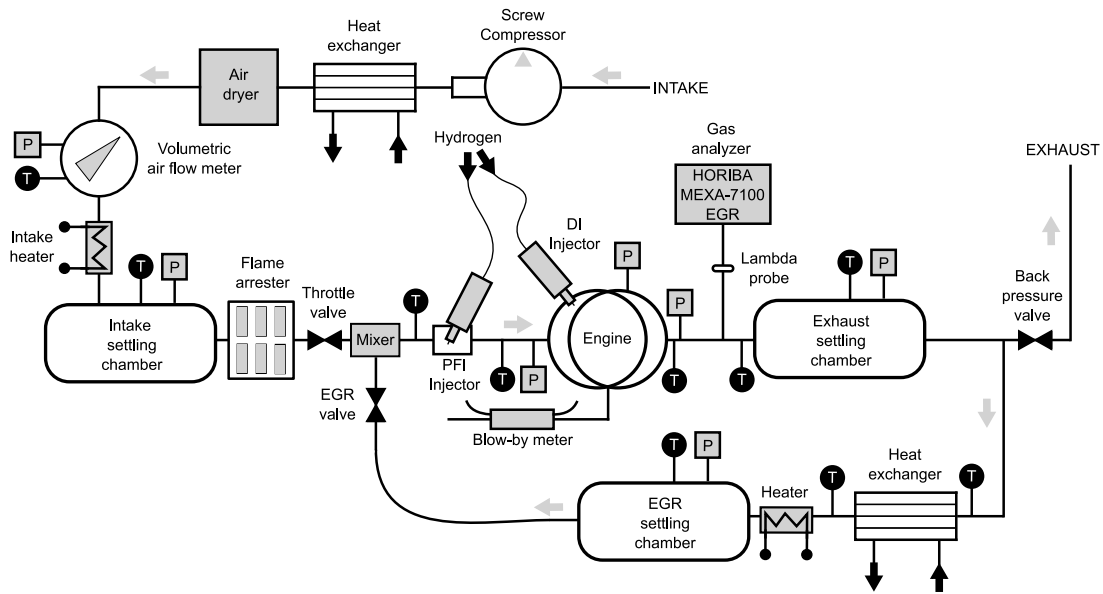 Heat
exchanger
Screw
Compressor
Air
dryer
INTAKE
P
T
Volumetric
air flow meter
Hydrogen
Gas
analyzer
HORIBA
MEXA-7100
EGR
EXHAUST
Intake
heater
T
P
Flame
arrester
Throttle
valve
T
DI
Injector
P
Lambda
probe
T
P
Back
pressure
valve
Intake
settling
chamber
Mixer
PFI
Injector
T
P
Engine
P
T
T
Exhaust
settling
chamber
EGR
valve
Blow-by meter
T
P
EGR
settling
chamber
Heater
T
Heat
exchanger
T